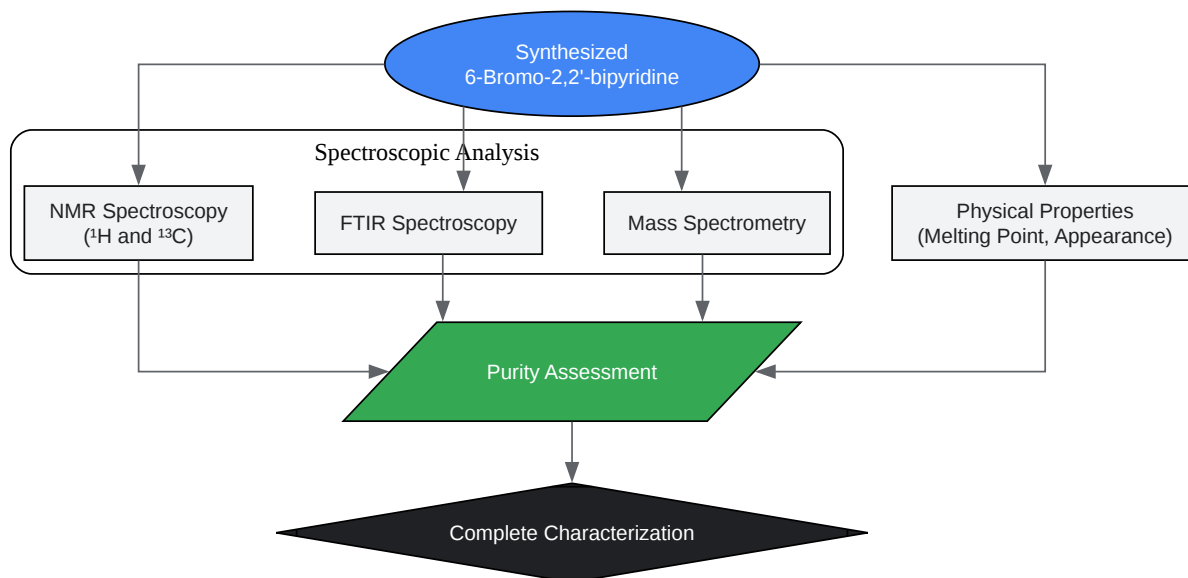 Synthesized
6-Bromo-2,2'-bipyridine
Spectroscopic Analysis
NMR Spectroscopy
(¹H and ¹³C)
FTIR Spectroscopy
Mass Spectrometry
Physical Properties
(Melting Point, Appearance)
Purity Assessment
Complete Characterization